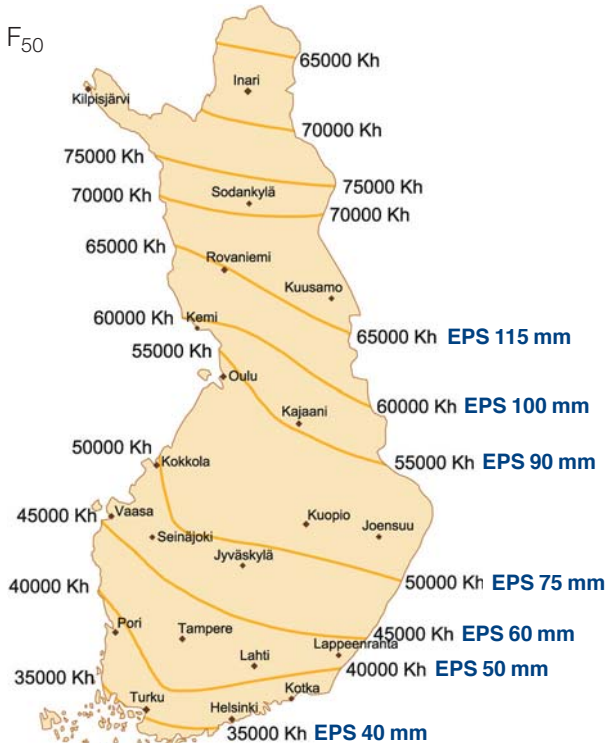 F50
65000 Kh
Inari
Kilpisjärvi
70000 Kh
75000 Kh
75000 Kh
70000 Kh
Sodankylä
70000 Kh
65000 Kh
Rovaniemi
Kuusamo
60000 Kh
Kemi
65000 Kh EPS 115 mm
55000 Kh
Oulu
Kajaani
60000 Kh EPS 100 mm
50000 Kh
Kokkola
55000 Kh EPS 90 mm
45000 Kh
Vaasa
Kuopio
Joensuu
Seinäjoki
Jyväskylä
50000 Kh EPS 75 mm
40000 Kh
Pori
Tampere
45000 Kh EPS 60 mm
Lappeenranta
Lahti
40000 Kh EPS 50 mm
35000 Kh
Turku
Kotka
Helsinki
35000 Kh EPS 40 mm